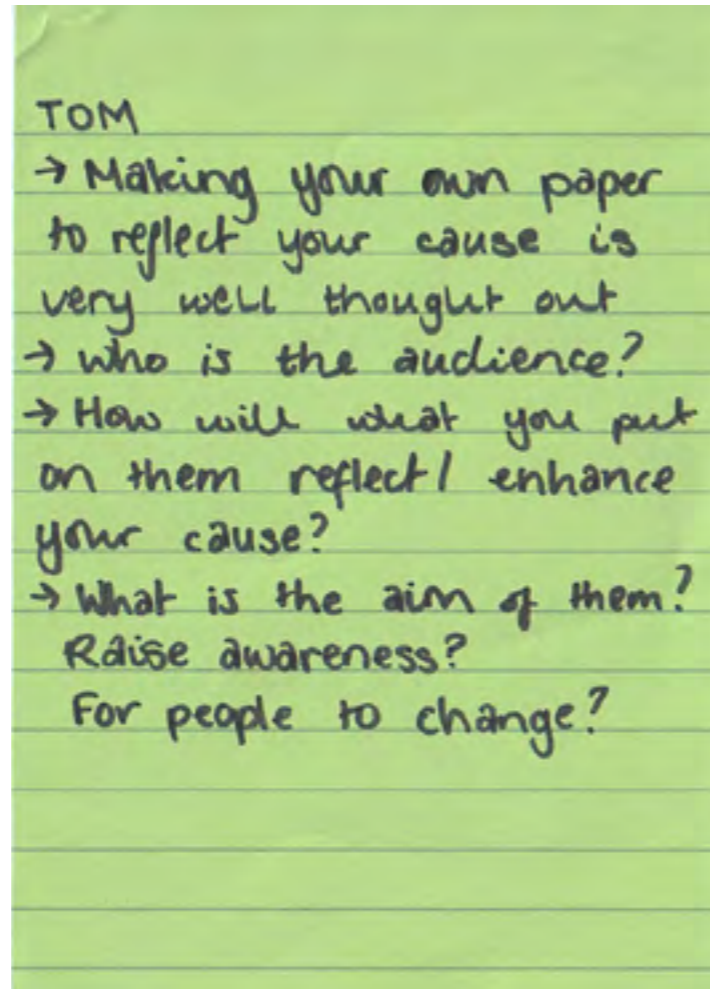 TOM
→ Making your own paper
to reflect your cause is
very well thought out
→ who is the audience?
→ How will what you put
on them reflect/ enhance
your cause?
→ What is the aim of them?
Raise awareness?
For people to change?